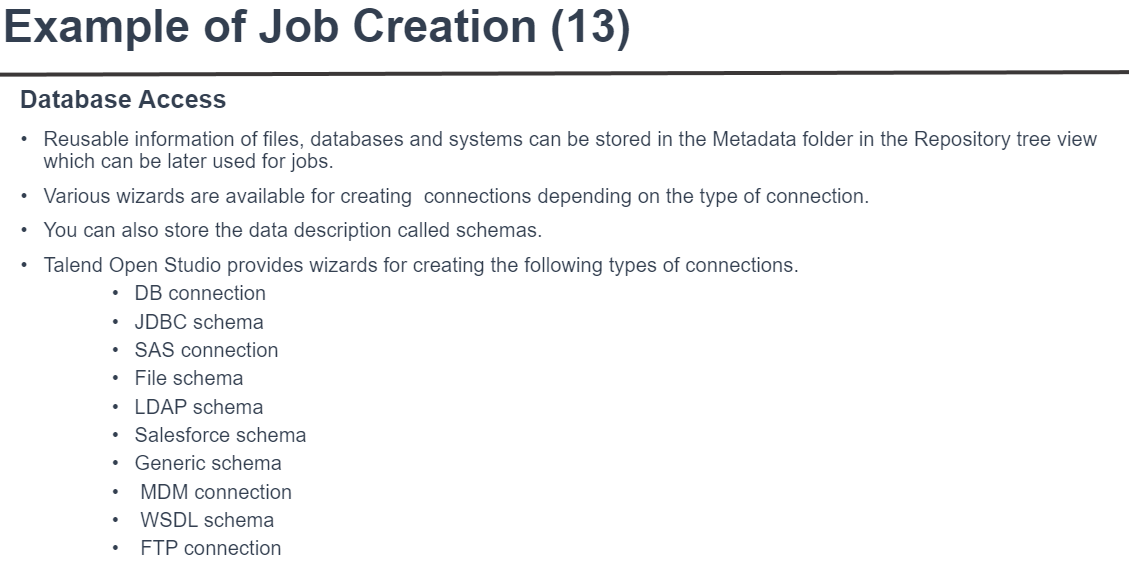 Example of Job Creation (13)
Database Access
• Reusable information of files, databases and systems can be stored in the Metadata folder in the Repository tree view
which can be later used for jobs.
• Various wizards are available for creating  connections depending on the type of connection.
• You can also store the data description called schemas.
• Talend Open Studio provides wizards for creating the following types of connections.
• DB connection
• JDBC schema
• SAS connection
• File schema
• LDAP schema
• Salesforce schema
• Generic schema
• MDM connection
• WSDL schema
• FTP connection